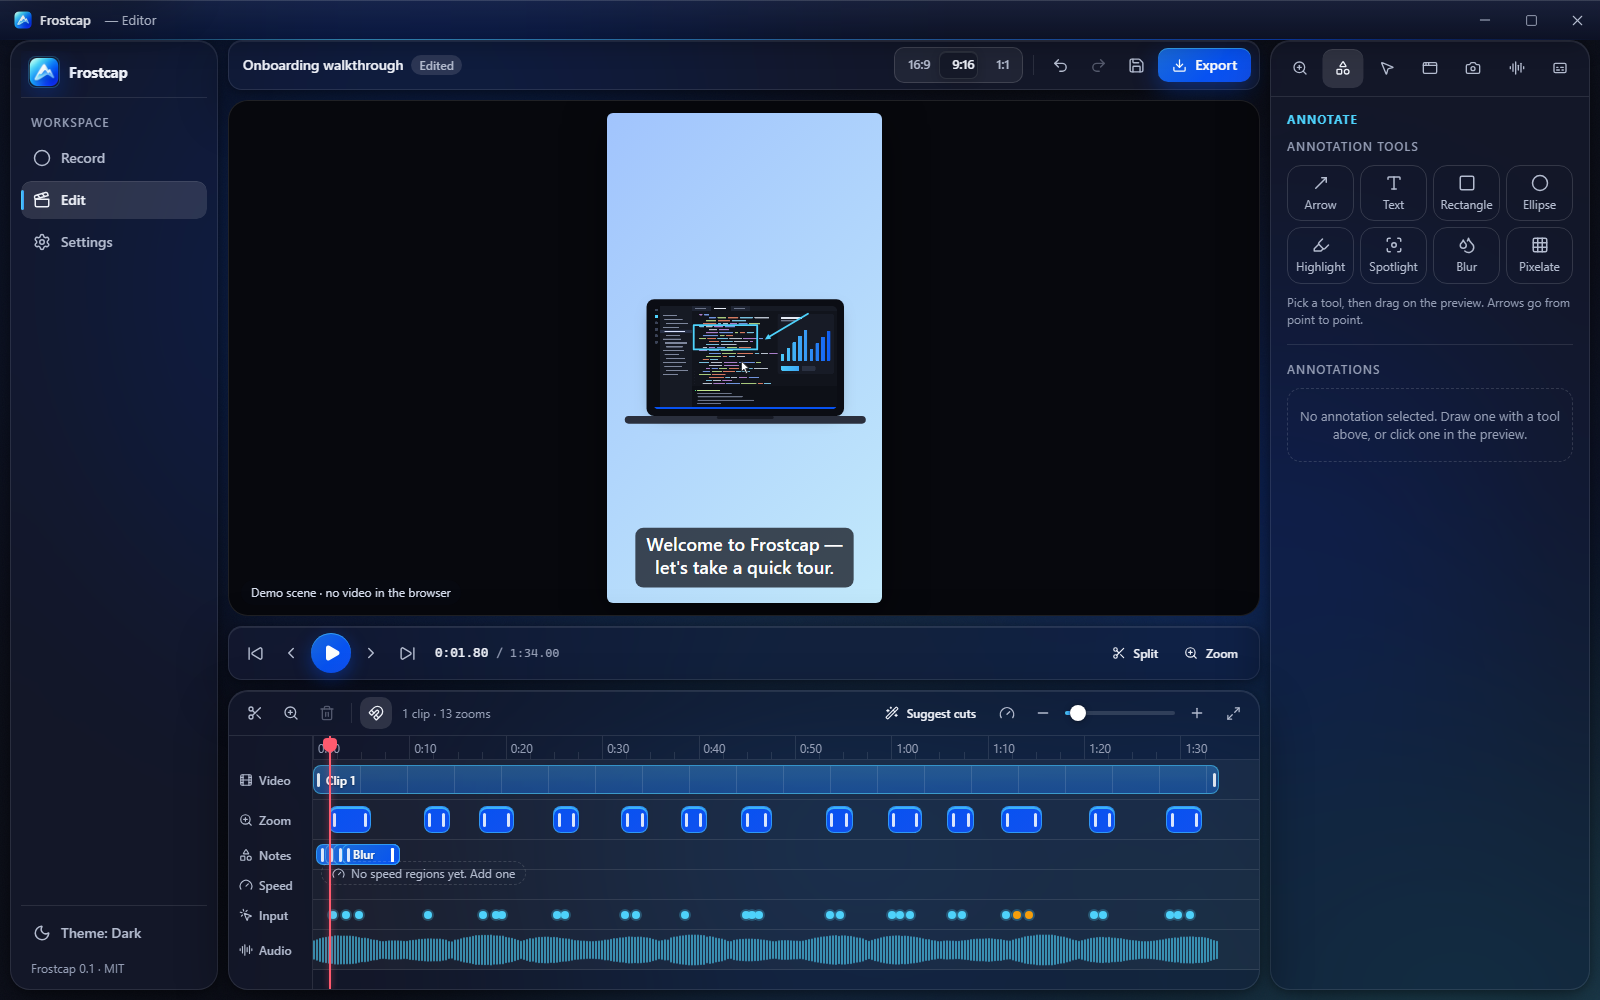 Frostcap — Editor
Frostcap
WORKSPACE
Record
Edit
Settings
Theme: Dark
Frostcap 0.1 · MIT
Onboarding walkthrough Edited
16:9 9:16 1:1
Export
Welcome to Frostcap —
let's take a quick tour.
Demo scene · no video in the browser
0:01.80 / 1:34.00
Split Zoom
1 clip · 13 zooms
Suggest cuts
0:10 0:20 0:30 0:40 0:50 1:00 1:10 1:20 1:30
Video Clip 1
Zoom
Notes Blur
No speed regions yet. Add one
Speed
Input
Audio
ANNOTATE
ANNOTATION TOOLS
Arrow Text Rectangle Ellipse
Highlight Spotlight Blur Pixelate
Pick a tool, then drag on the preview. Arrows go from
point to point.
ANNOTATIONS
No annotation selected. Draw one with a tool
above, or click one in the preview.